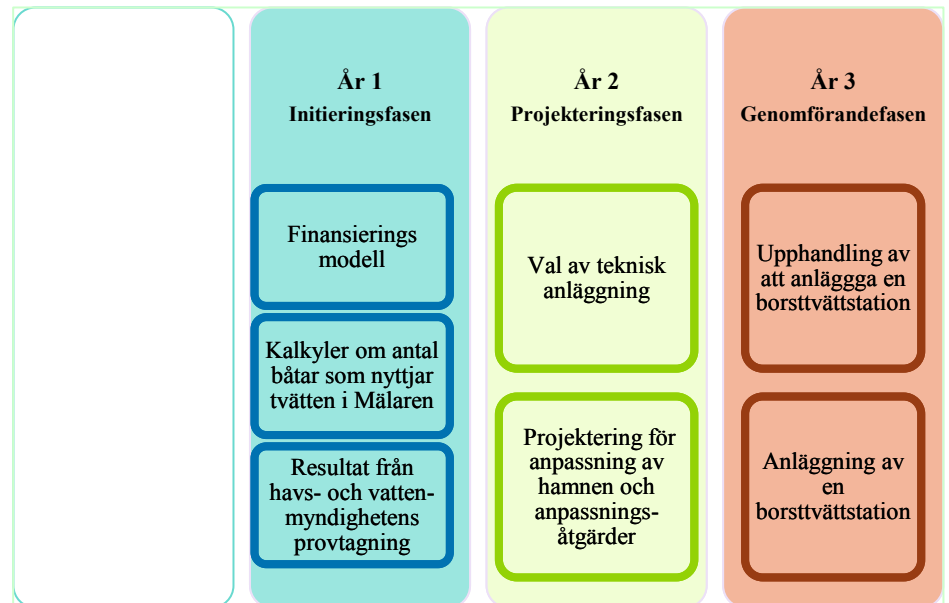 År 1
Initieringsfasen
Finansierings
modell
Kalkyler om antal
båtar som nyttjar
tvätten i Mälaren
Resultat från
havs- och vatten-
myndighetens
provtagning
År 2
Projekteringsfasen
Val av teknisk
anläggning
Projektering för
anpassning av
hamnen och
anpassnings-
åtgärder
År 3
Genomförandefasen
Upphandling av
att anläggga en
borsttvättstation
Anläggning av
en
borsttvättstation